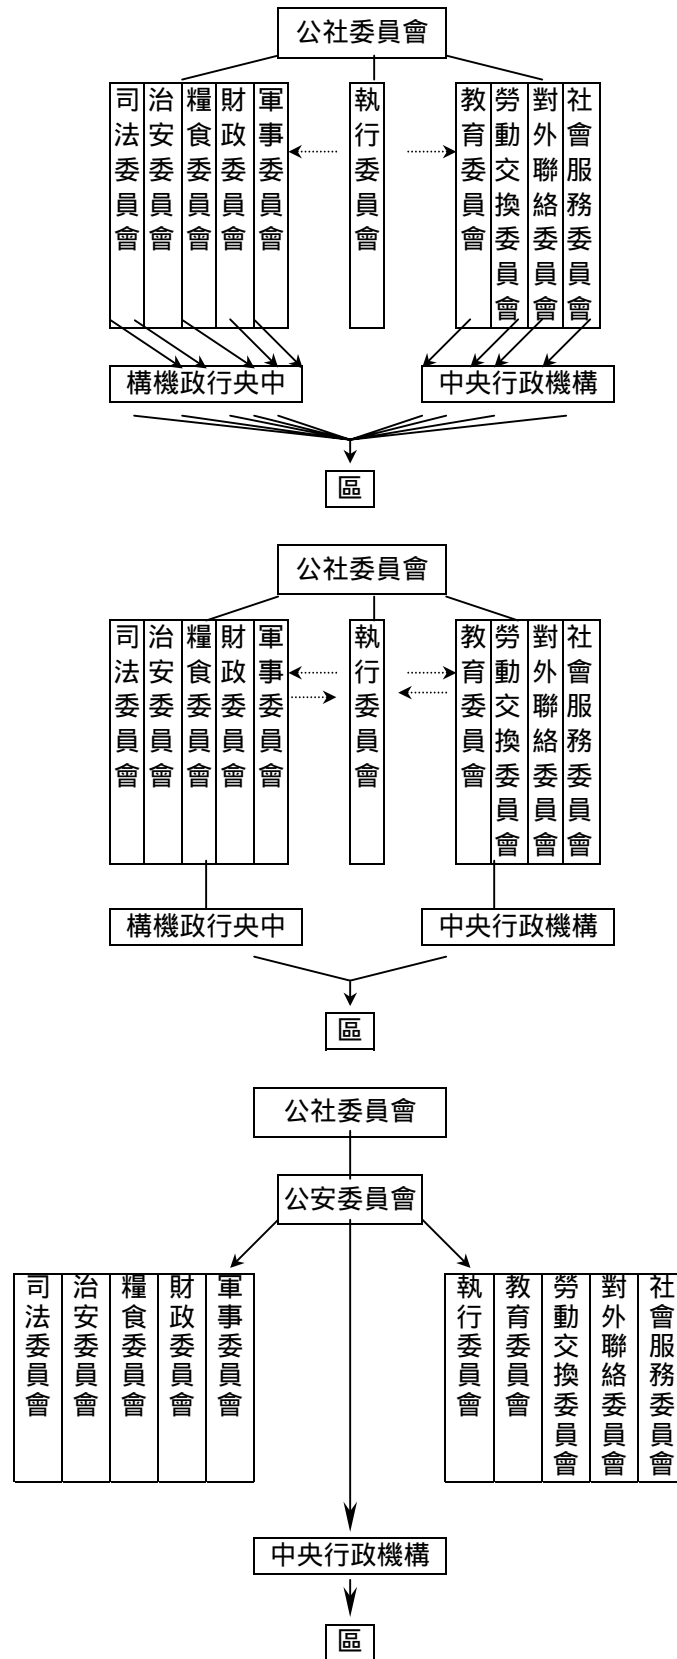 公社委員會
司法委員會
治安委員會
糧食委員會
財政委員會
軍事委員會
執行委員會
教育委員會
勞動交換委員會
對外聯絡委員會
社會服務委員會
構機政行央中
中央行政機構
區
公社委員會
司法委員會
治安委員會
糧食委員會
財政委員會
軍事委員會
執行委員會
教育委員會
勞動交換委員會
對外聯絡委員會
社會服務委員會
構機政行央中
中央行政機構
區
公社委員會
公安委員會
司法委員會
治安委員會
糧食委員會
財政委員會
軍事委員會
執行委員會
教育委員會
勞動交換委員會
對外聯絡委員會
社會服務委員會
中央行政機構
區